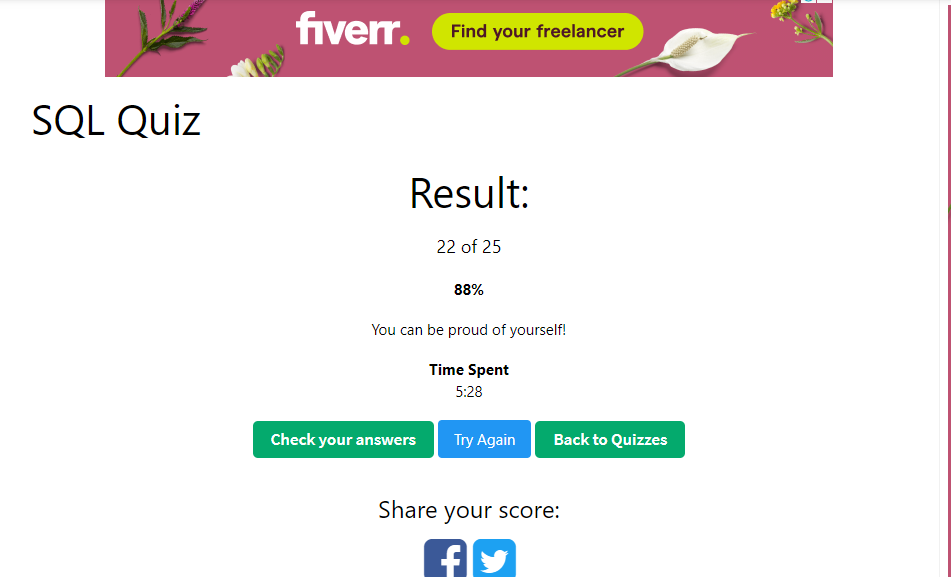 fiverr.
Find your freelancer
SQL Quiz
Result:
22 of 25
88%
You can be proud of yourself!
Time Spent
5:28
Check your answers Try Again Back to Quizzes
Share your score: